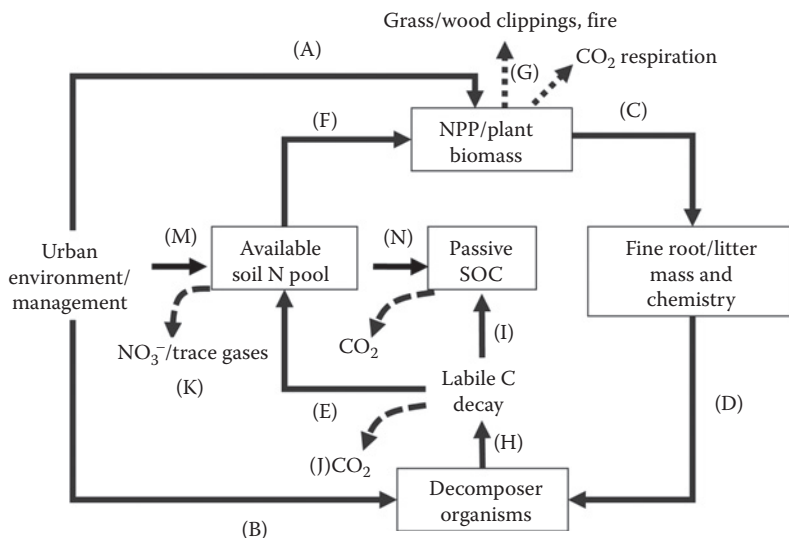 Grass/wood clippings, fire
(A)
(G)
CO₂ respiration
(F)
NPP/plant
biomass
(C)
Urban
environment/
management
(M)
Available
soil N pool
(N)
Passive
SOC
Fine root/litter
mass and
chemistry
NO₃⁻/trace gases
(K)
CO₂
(I)
(E)
Labile C
decay
(D)
(J)CO₂
(H)
Decomposer
organisms
(B)